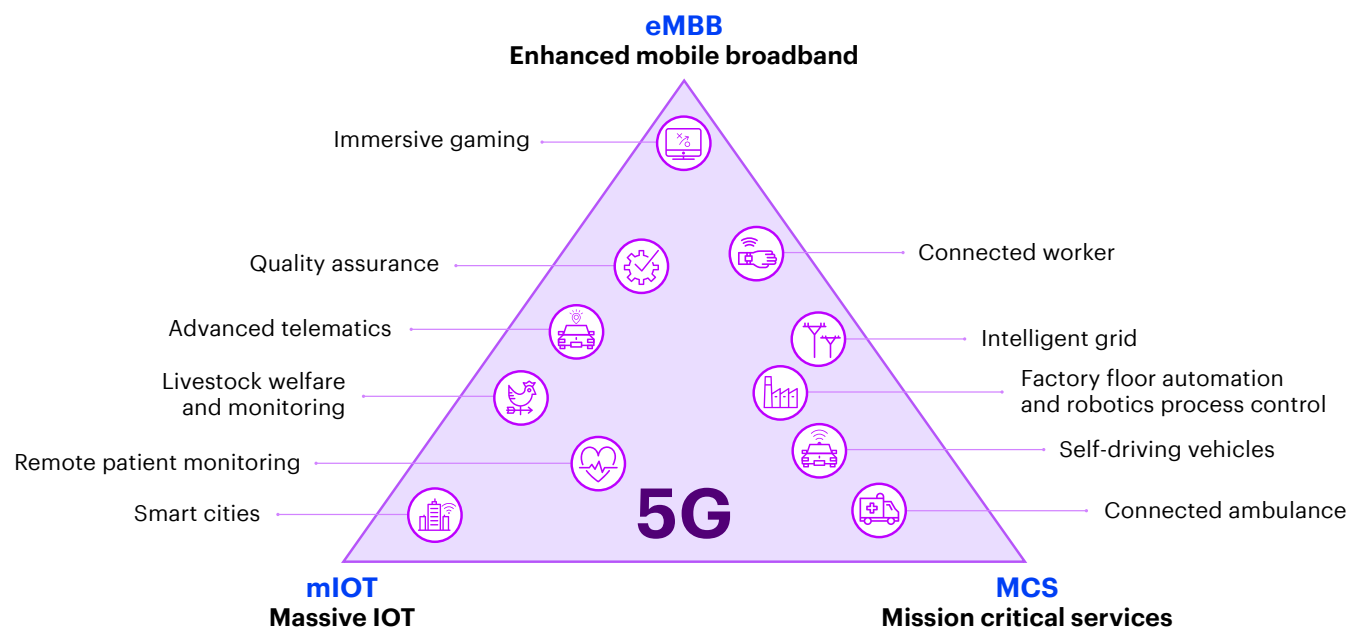 eMBB
Enhanced mobile broadband
Immersive gaming
Quality assurance
Connected worker
Advanced telematics
Intelligent grid
Livestock welfare
and monitoring
Factory floor automation
and robotics process control
Remote patient monitoring
Self-driving vehicles
Smart cities
5G
Connected ambulance
mIOT
Massive IOT
MCS
Mission critical services